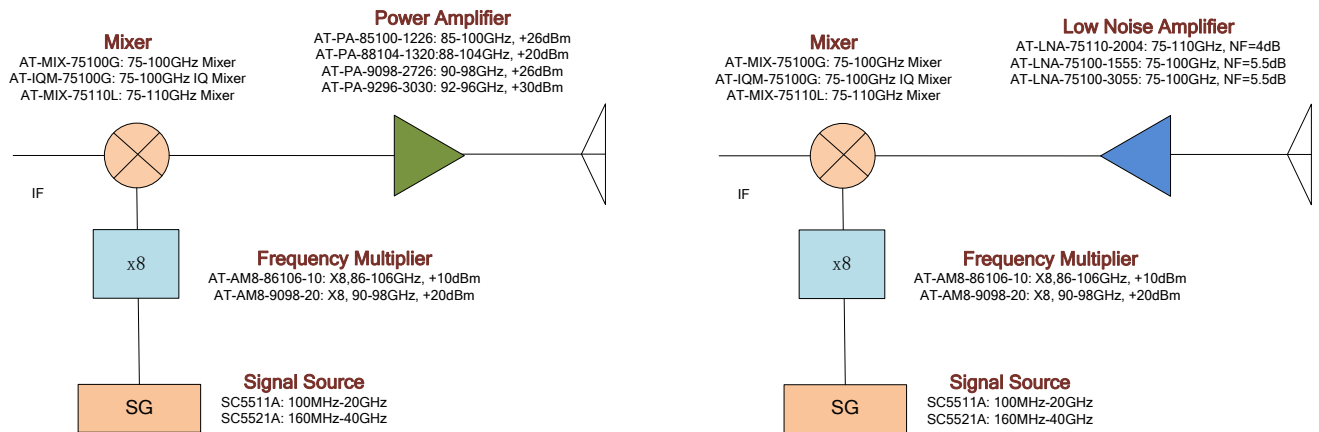 Mixer
AT-MIX-75100G: 75-100GHz Mixer
AT-IQM-75100G: 75-100GHz IQ Mixer
AT-MIX-75110L: 75-110GHz Mixer
Power Amplifier
AT-PA-85100-1226: 85-100GHz, +26dBm
AT-PA-88104-1320:88-104GHz, +20dBm
AT-PA-9098-2726: 90-98GHz, +26dBm
AT-PA-9296-3030: 92-96GHz, +30dBm
IF
x8
Frequency Multiplier
AT-AM8-86106-10: X8,86-106GHz, +10dBm
AT-AM8-9098-20: X8, 90-98GHz, +20dBm
SG
Signal Source
SC5511A: 100MHz-20GHz
SC5521A: 160MHz-40GHz
Mixer
AT-MIX-75100G: 75-100GHz Mixer
AT-IQM-75100G: 75-100GHz IQ Mixer
AT-MIX-75110L: 75-110GHz Mixer
Low Noise Amplifier
AT-LNA-75110-2004: 75-110GHz, NF=4dB
AT-LNA-75100-1555: 75-100GHz, NF=5.5dB
AT-LNA-75100-3055: 75-100GHz, NF=5.5dB
IF
x8
Frequency Multiplier
AT-AM8-86106-10: X8,86-106GHz, +10dBm
AT-AM8-9098-20: X8, 90-98GHz, +20dBm
SG
Signal Source
SC5511A: 100MHz-20GHz
SC5521A: 160MHz-40GHz